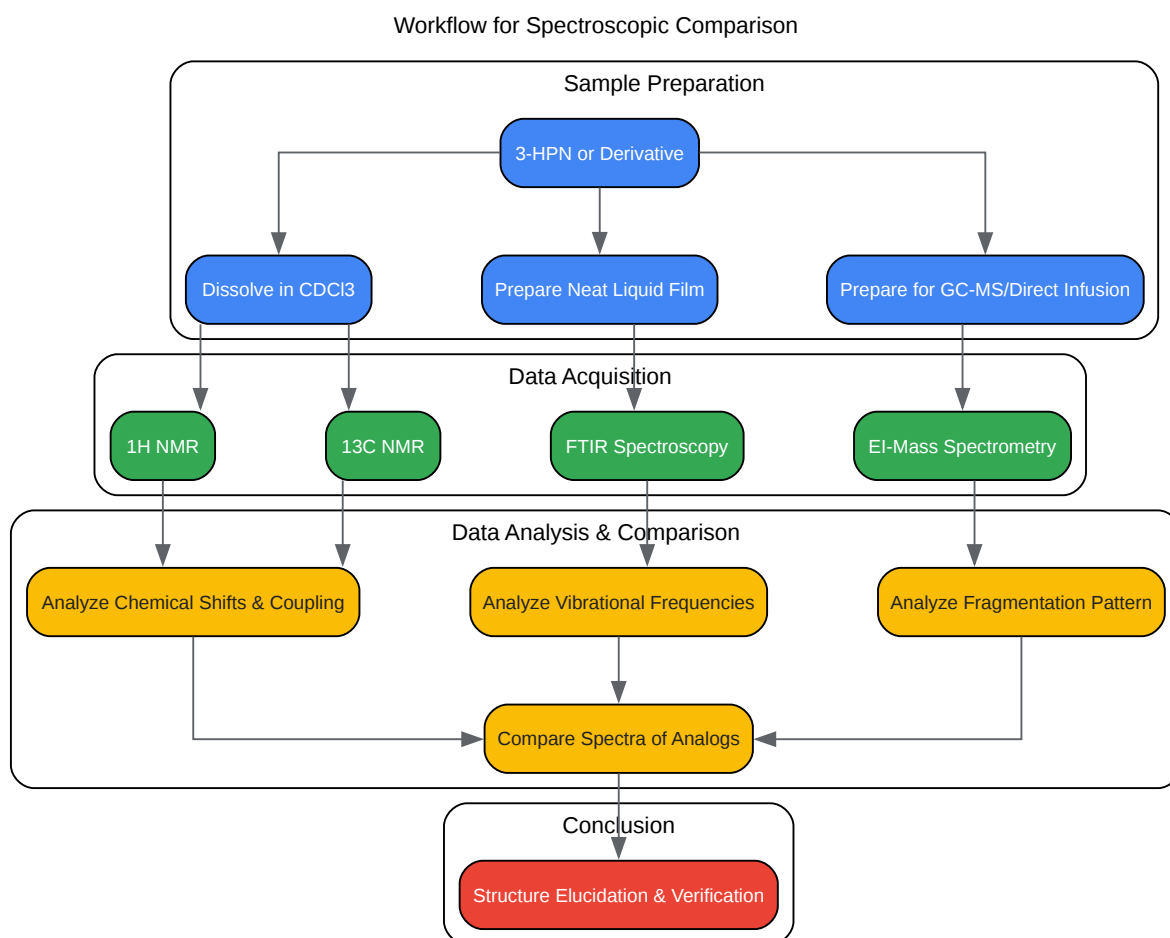 Workflow for Spectroscopic Comparison
Sample Preparation
3-HPN or Derivative
Dissolve in CDCl3
Prepare Neat Liquid Film
Prepare for GC-MS/Direct Infusion
Data Acquisition
1H NMR
13C NMR
FTIR Spectroscopy
EI-Mass Spectrometry
Data Analysis & Comparison
Analyze Chemical Shifts & Coupling
Analyze Vibrational Frequencies
Analyze Fragmentation Pattern
Compare Spectra of Analogs
Conclusion
Structure Elucidation & Verification